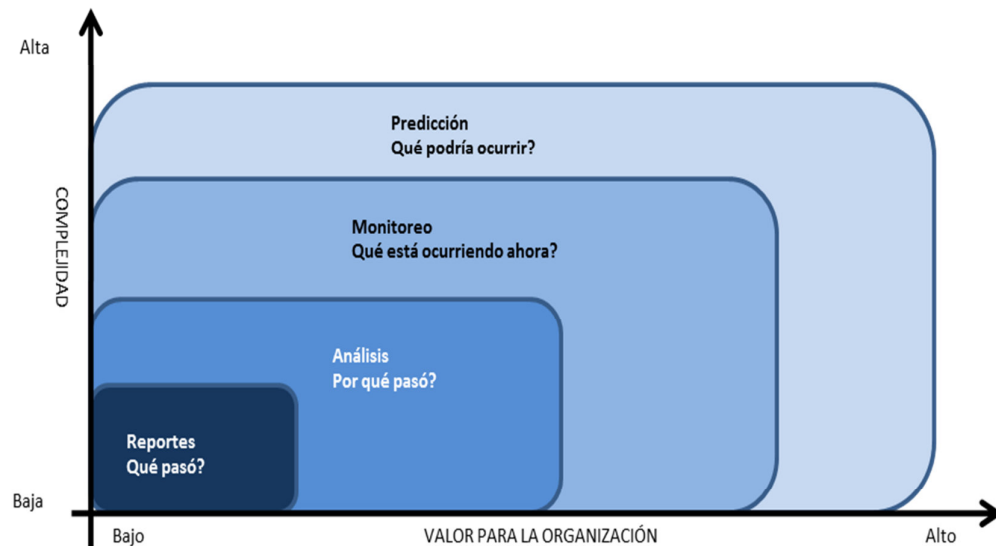 Alta
Predicción
Qué podría ocurrir?
COMPLEJIDAD
Monitoreo
Qué está ocurriendo ahora?
Análisis
Por qué pasó?
Reportes
Qué pasó?
Baja
Bajo
VALOR PARA LA ORGANIZACIÓN
Alto